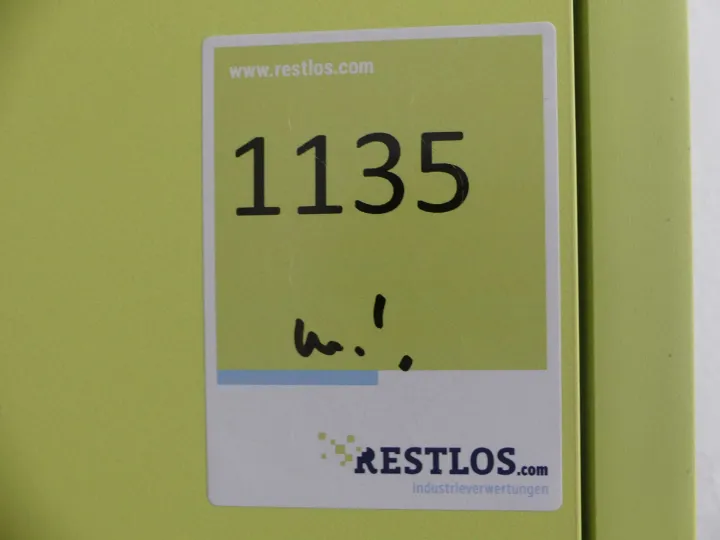 www.restlos.com
1135
RESTLOS.com
industrieverwertungen